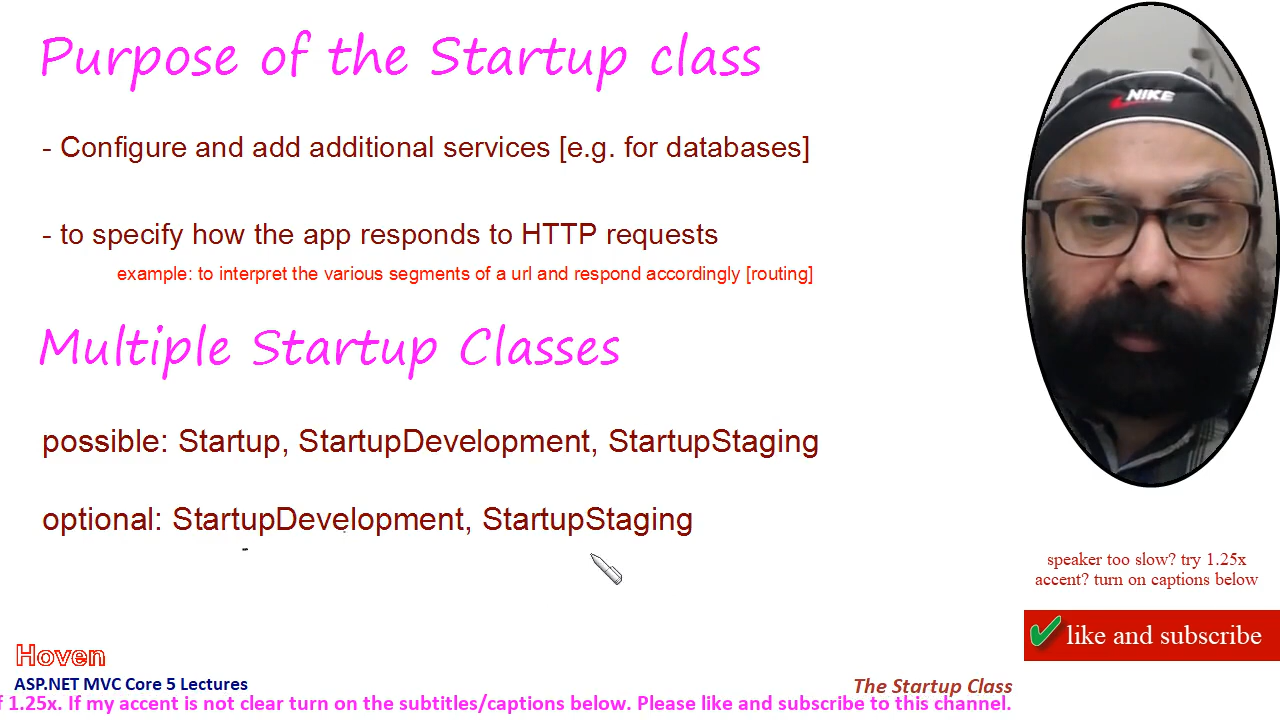 Purpose of the Startup class
- Configure and add additional services [e.g. for databases]
- to specify how the app responds to HTTP requests
example: to interpret the various segments of a url and respond accordingly [routing]
Multiple Startup Classes
possible: Startup, StartupDevelopment, StartupStaging
optional: StartupDevelopment, StartupStaging
NIKE
speaker too slow? try 1.25x
accent? turn on captions below
like and subscribe
Hoven
ASP.NET MVC Core 5 Lectures
The Startup Class
1.25x. If my accent is not clear turn on the subtitles/captions below. Please like and subscribe to this channel.